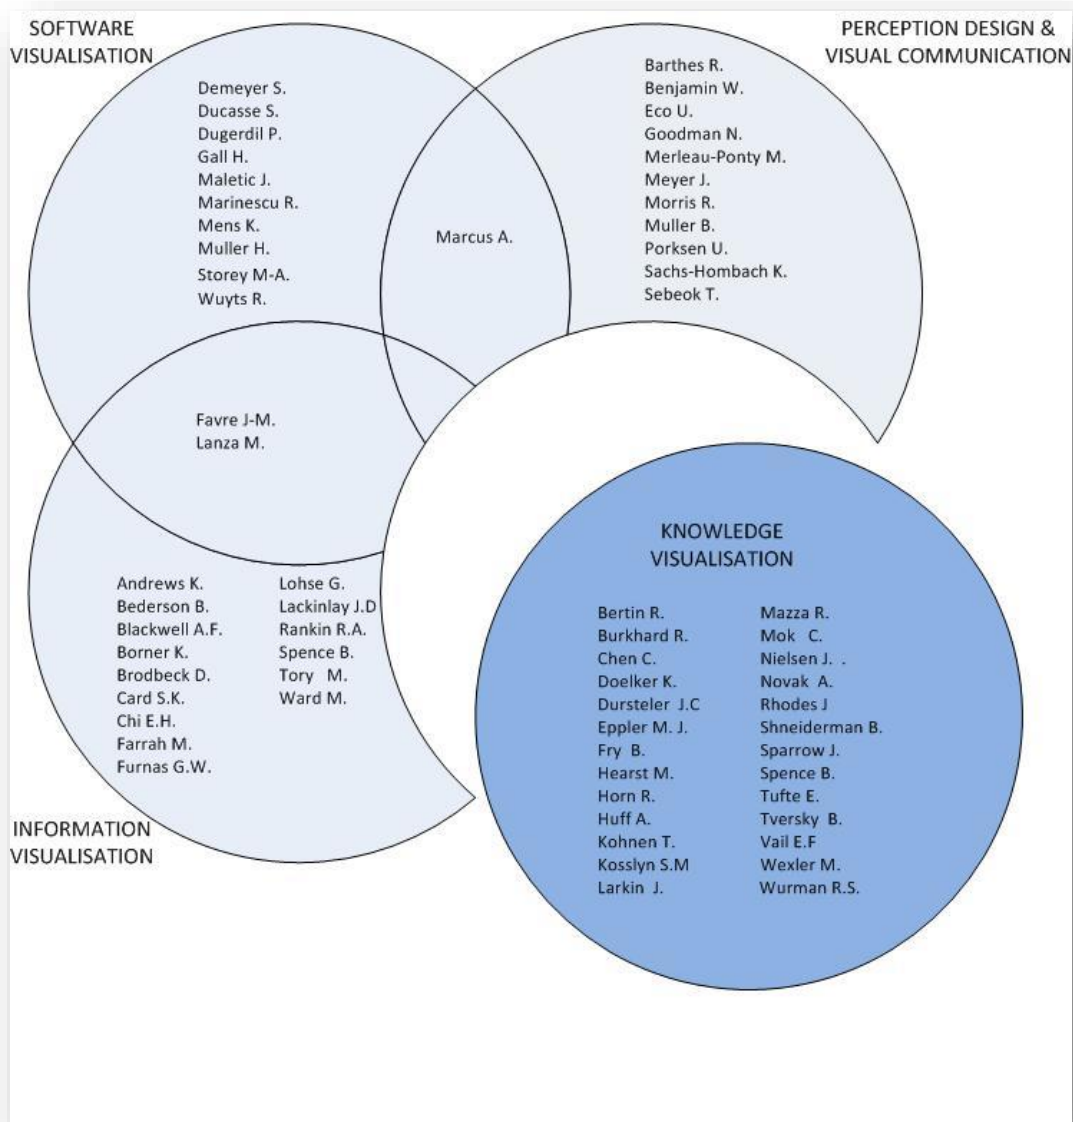 SOFTWARE
VISUALISATION
PERCEPTION DESIGN &
VISUAL COMMUNICATION
Demeyer S.
Ducasse S.
Dugerdil P.
Gall H.
Maletic J.
Marinescu R.
Mens K.
Muller H.
Storey M-A.
Wuyts R.
Marcus A.
Barthes R.
Benjamin W.
Eco U.
Goodman N.
Merleau-Ponty M.
Meyer J.
Morris R.
Muller B.
Porksen U.
Sachs-Hombach K.
Sebeok T.
Favre J-M.
Lanza M.
Andrews K.
Bederson B.
Blackwell A.F.
Borner K.
Brodbeck D.
Card S.K.
Chi E.H.
Farrah M.
Furnas G.W.
Lohse G.
Lackinlay J.D
Rankin R.A.
Spence B.
Tory M.
Ward M.
INFORMATION
VISUALISATION
KNOWLEDGE
VISUALISATION
Bertin R.
Burkhard R.
Chen C.
Doelker K.
Dursteler J.C
Eppler M. J.
Fry B.
Hearst M.
Horn R.
Huff A.
Kohnen T.
Kosslyn S.M
Larkin J.
Mazza R.
Mok C.
Nielsen J. .
Novak A.
Rhodes J
Shneiderman B.
Sparrow J.
Spence B.
Tufte E.
Tversky B.
Vail E.F
Wexler M.
Wurman R.S.